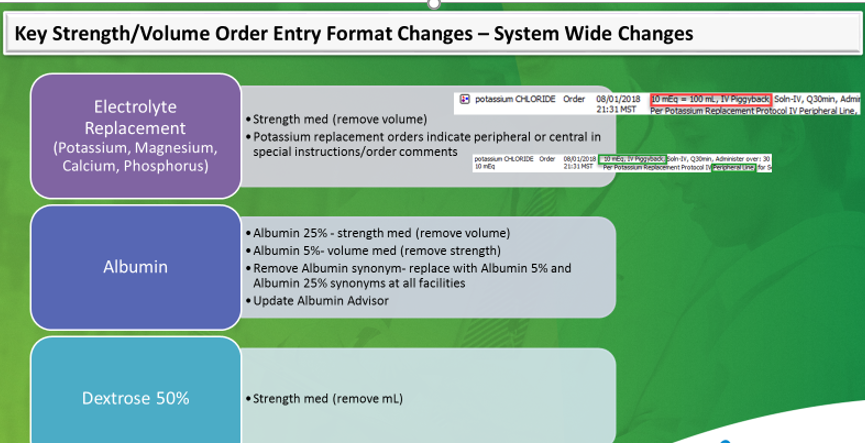 Key Strength/Volume Order Entry Format Changes – System Wide Changes
Electrolyte
Replacement
(Potassium, Magnesium,
Calcium, Phosphorus)
•Strength med (remove volume)
•Potassium replacement orders indicate peripheral or central in
special instructions/order comments
potassium CHLORIDE Order 08/01/2018 10 mEq = 100 mL, IV Piggyback, Soln-IV, Q30min, Admin
21:31 MST Per Potassium Replacement Protocol IV Peripheral Line,
potassium CHLORIDE Order 08/01/2018 10 mEq, IV Piggyback, Soln-IV, Q30min, Administer over: 30
10 mEq 21:31 MST Per Potassium Replacement Protocol IV Peripheral Line, for
Albumin
•Albumin 25% - strength med (remove volume)
•Albumin 5%- volume med (remove strength)
•Remove Albumin synonym- replace with Albumin 5% and
Albumin 25% synonyms at all facilities
•Update Albumin Advisor
Dextrose 50%
•Strength med (remove mL)